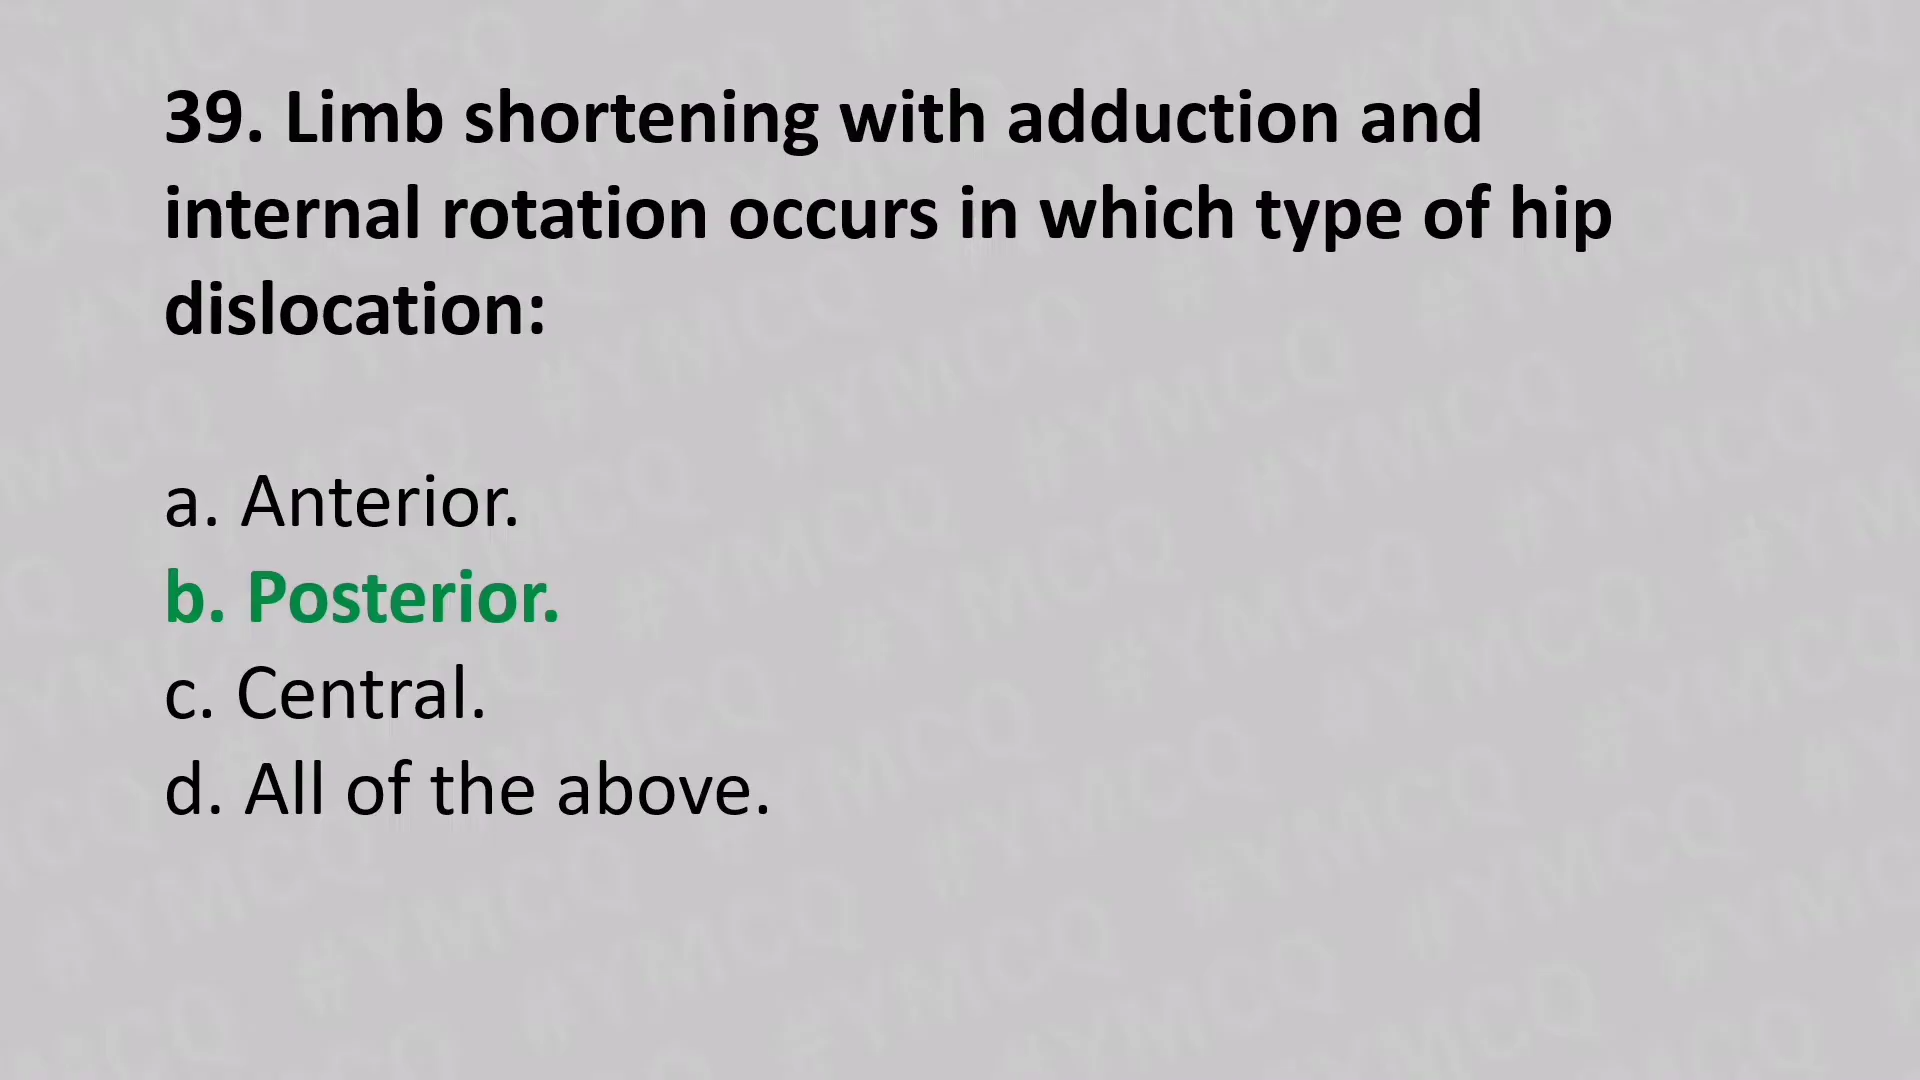 39. Limb shortening with adduction and
internal rotation occurs in which type of hip
dislocation:
a. Anterior.
b. Posterior.
c. Central.
d. All of the above.
#YMCQ